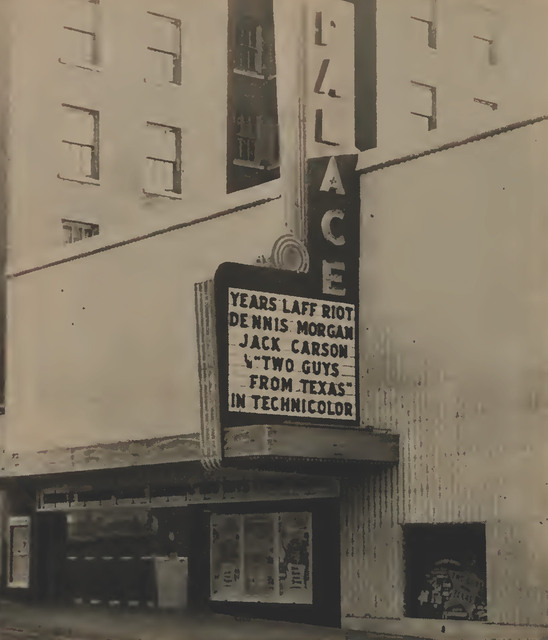 PALACE
YEARS LAFF RIOT
DENNIS MORGAN
JACK CARSON
"TWO GUYS
FROM TEXAS"
IN TECHNICOLOR